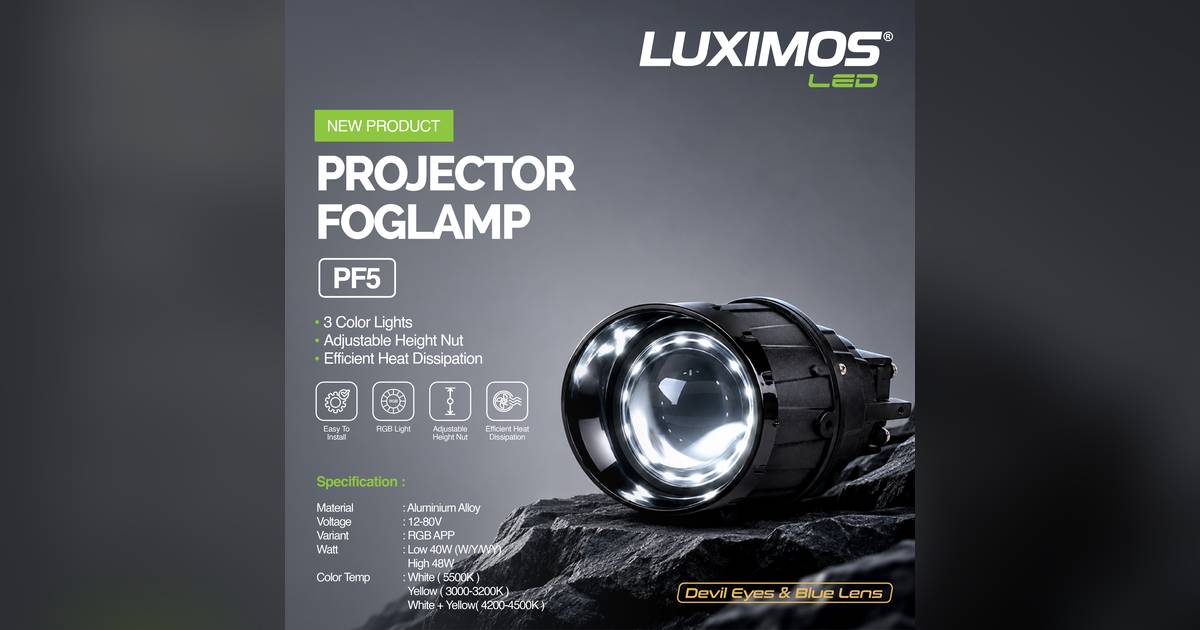 LUXIMOS®
LED
NEW PRODUCT
PROJECTOR
FOGLAMP
PF5
• 3 Color Lights
• Adjustable Height Nut
• Efficient Heat Dissipation
RGB
Easy To
Install
RGB Light
Adjustable
Height Nut
Efficient Heat
Dissipation
Specification :
Material : Aluminium Alloy
Voltage : 12-80V
Variant : RGB APP
Watt : Low 40W (W/Y/WY)
High 48W
Color Temp : White ( 5500K )
Yellow ( 3000-3200K )
White + Yellow( 4200-4500K )
Devil Eyes & Blue Lens